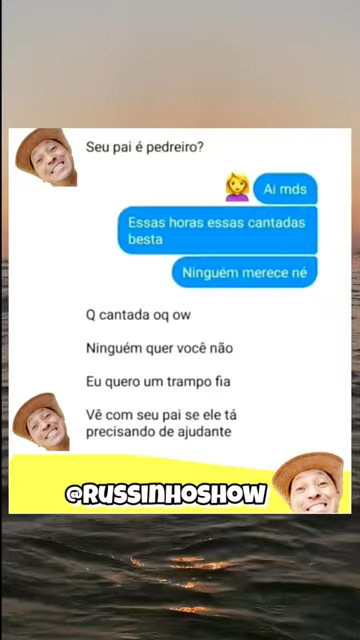 Seu pai é pedreiro?
Ai mds
Essas horas essas cantadas
besta
Ninguém merece né
Q cantada oq ow
Ninguém quer você não
Eu quero um trampo fia
Vê com seu pai se ele tá
precisando de ajudante
@RUSSINHOSHOW